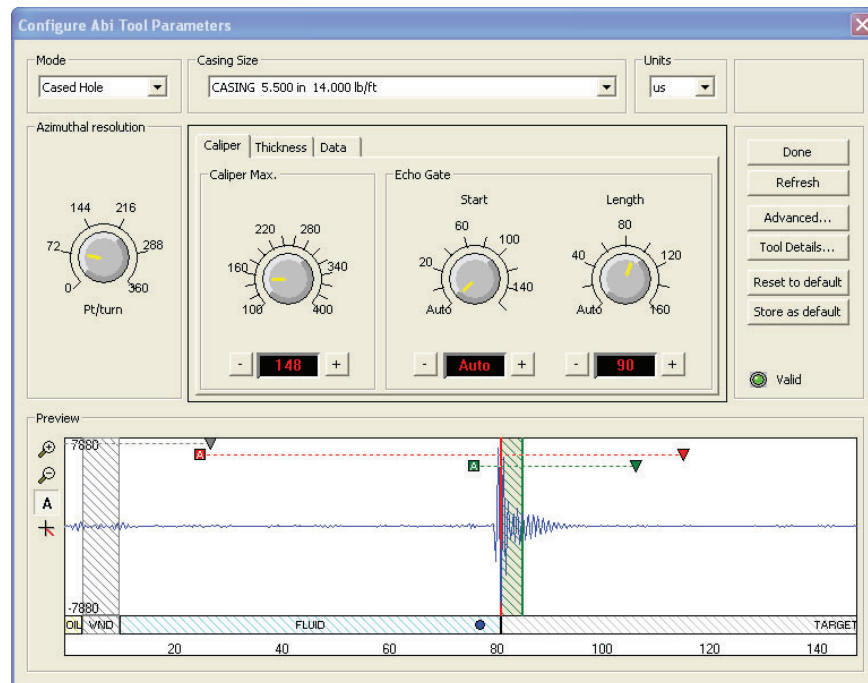 Configure Abi Tool Parameters
Mode
Cased Hole
Casing Size
CASING 5.500 in 14.000 lb/ft
Units
us
Azimuthal resolution
0 72 144 216 288 360
Pt/turn
Caliper Thickness Data
Caliper Max.
100 160 220 280 340 400
- 148 +
Echo Gate
Start
Auto 20 60 100 140
- Auto +
Length
Auto 40 80 120 160
- 90 +
Done
Refresh
Advanced...
Tool Details...
Reset to default
Store as default
Valid
Preview
A
7880
A
A
-7880
OIL WND FLUID TARGET
20 40 60 80 100 120 140